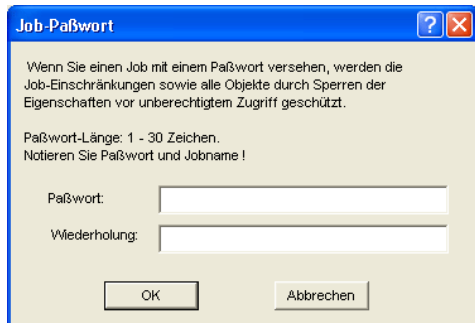 Job-Paßwort
Wenn Sie einen Job mit einem Paßwort versehen, werden die
Job-Einschränkungen sowie alle Objekte durch Sperren der
Eigenschaften vor unberechtigtem Zugriff geschützt.
Paßwort-Länge: 1 - 30 Zeichen.
Notieren Sie Paßwort und Jobname !
Paßwort:
Wiederholung:
OK Abbrechen